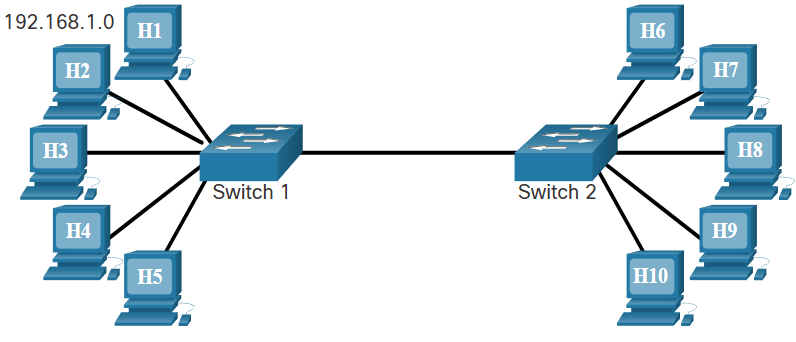 192.168.1.0
H1
H2
H3
H4
H5
Switch 1
Switch 2
H6
H7
H8
H9
H10